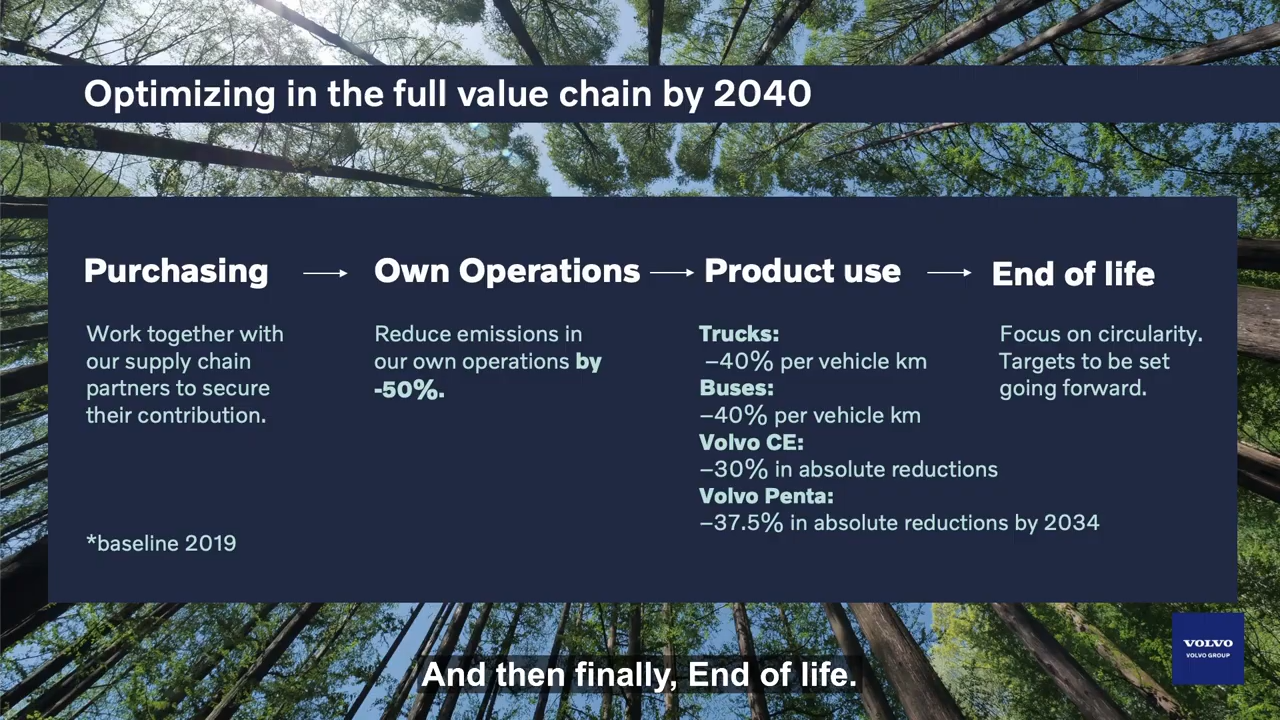 Optimizing in the full value chain by 2040
Purchasing
Work together with
our supply chain
partners to secure
their contribution.
*baseline 2019
Own Operations
Reduce emissions in
our own operations by
-50%.
Product use
Trucks:
–40% per vehicle km
Buses:
–40% per vehicle km
Volvo CE:
–30% in absolute reductions
Volvo Penta:
–37.5% in absolute reductions by 2034
End of life
Focus on circularity.
Targets to be set
going forward.
VOLVO
VOLVO GROUP
And then finally, End of life.